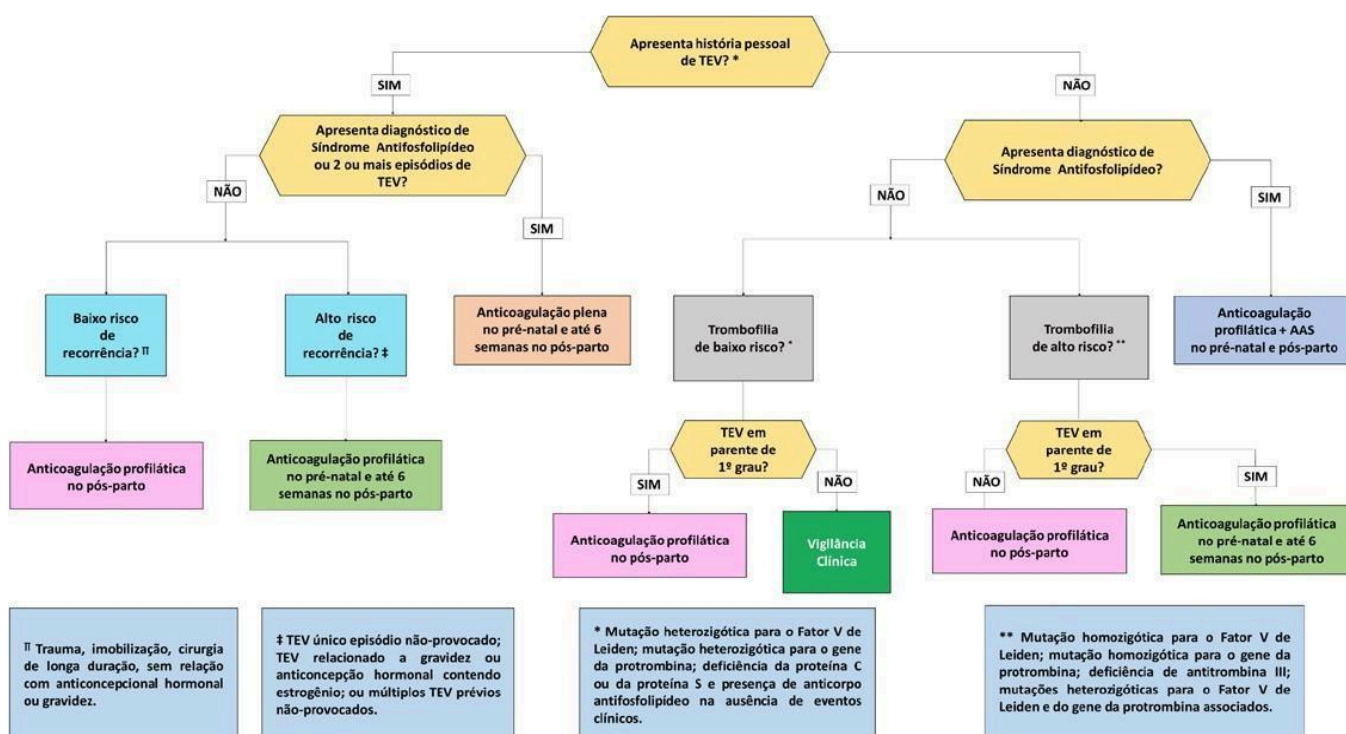 Apresenta história pessoal
de TEV? *
SIM
NÃO
Apresenta diagnóstico de
Síndrome Antifosfolipídeo
ou 2 ou mais episódios de
TEV?
Apresenta diagnóstico de
Síndrome Antifosfolipídeo?
NÃO
SIM
NÃO
SIM
Baixo risco
de
recorrência? π
Alto risco
de
recorrência? ‡
Anticoagulação plena
no pré-natal e até 6
semanas no pós-parto
Trombofilia
de baixo risco? *
Trombofilia
de alto risco? **
Anticoagulação
profilática + AAS
no pré-natal e pós-parto
Anticoagulação profilática
no pós-parto
Anticoagulação profilática
no pré-natal e até 6
semanas no pós-parto
TEV em
parente de
1º grau?
TEV em
parente de
1º grau?
SIM
NÃO
NÃO
SIM
Anticoagulação profilática
no pós-parto
Vigilância
Clínica
Anticoagulação profilática
no pós-parto
Anticoagulação profilática
no pré-natal e até 6
semanas no pós-parto
π Trauma, imobilização, cirurgia
de longa duração, sem relação
com anticoncepcional hormonal
ou gravidez.
‡ TEV único episódio não-provocado;
TEV relacionado a gravidez ou
anticoncepção hormonal contendo
estrogênio; ou múltiplos TEV prévios
não-provocados.
* Mutação heterozigótica para o Fator V de
Leiden; mutação heterozigótica para o gene
da protrombina; deficiência da proteína C
ou da proteína S e presença de anticorpo
antifosfolipídeo na ausência de eventos
clínicos.
** Mutação homozigótica para o Fator V de
Leiden; mutação homozigótica para o gene da
protrombina; deficiência de antitrombina III;
mutações heterozigóticas para o Fator V de
Leiden e do gene da protrombina associados.